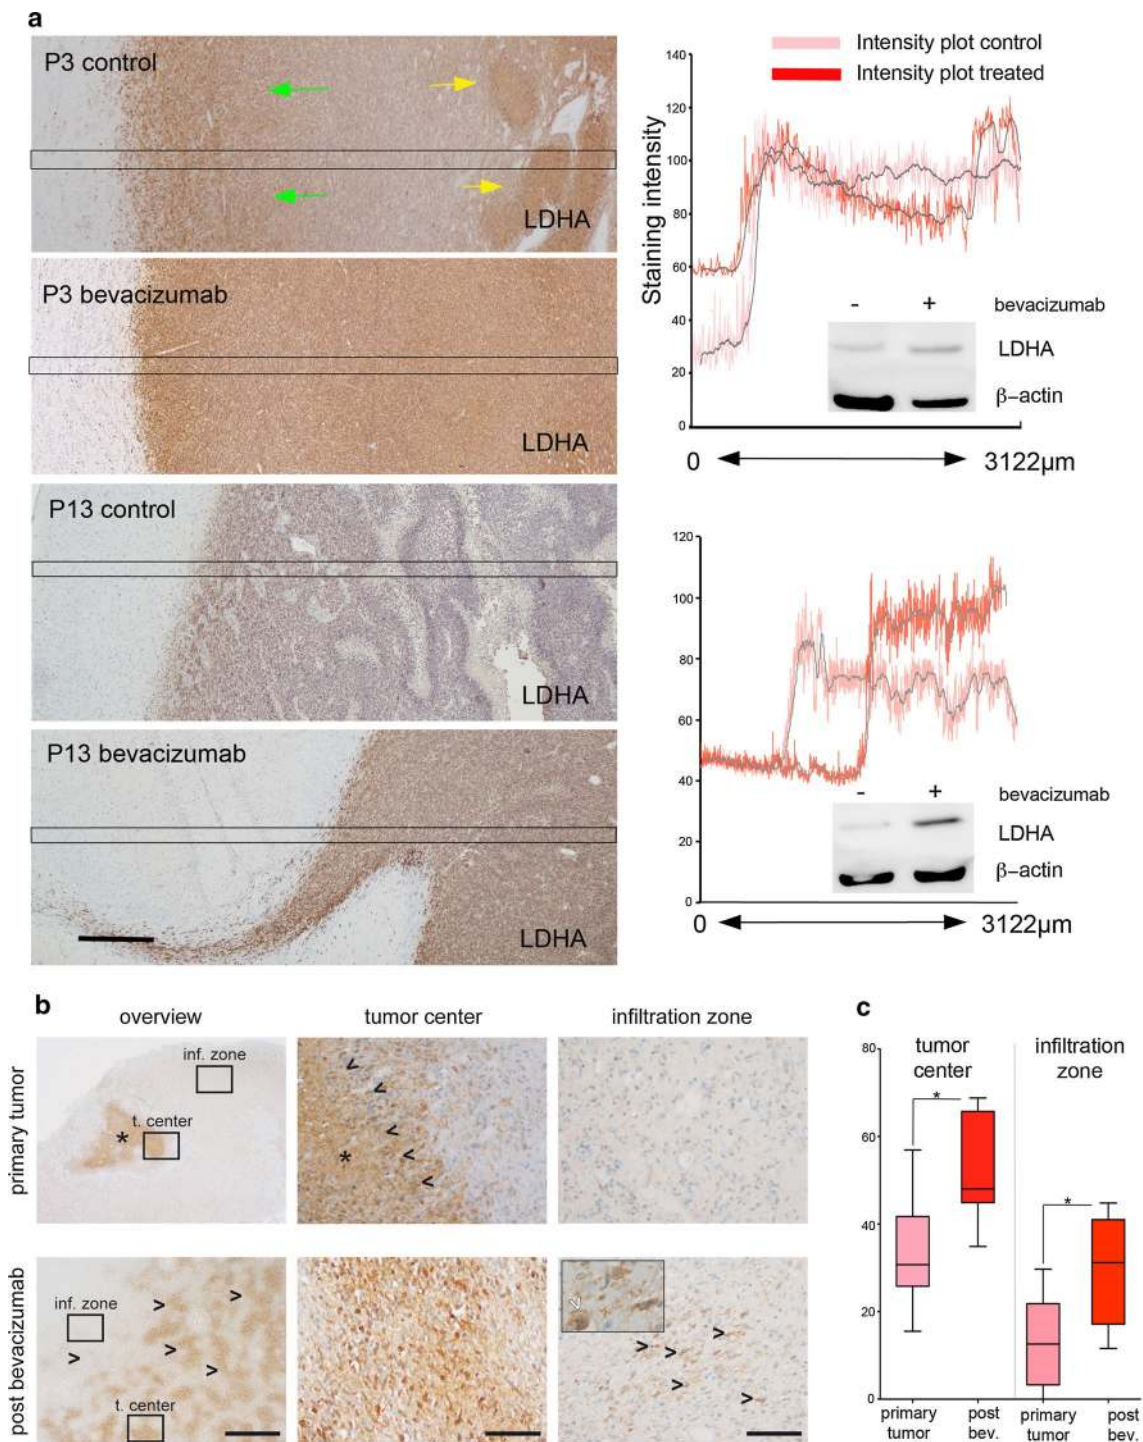 a
P3 control
LDHA
P3 bevacizumab
LDHA
P13 control
LDHA
P13 bevacizumab
LDHA
Intensity plot control
Intensity plot treated
Staining intensity
140
120
100
80
60
40
20
0
- + bevacizumab
LDHA
β–actin
0 3122µm
120
100
80
60
40
20
0
- + bevacizumab
LDHA
β–actin
0 3122µm
b
overview tumor center infiltration zone
primary tumor
inf. zone
t. center
*
*
post bevacizumab
inf. zone
t. center
c
80
60
40
20
0
tumor center
infiltration zone
*
*
primary tumor
post bev.
primary tumor
post bev.